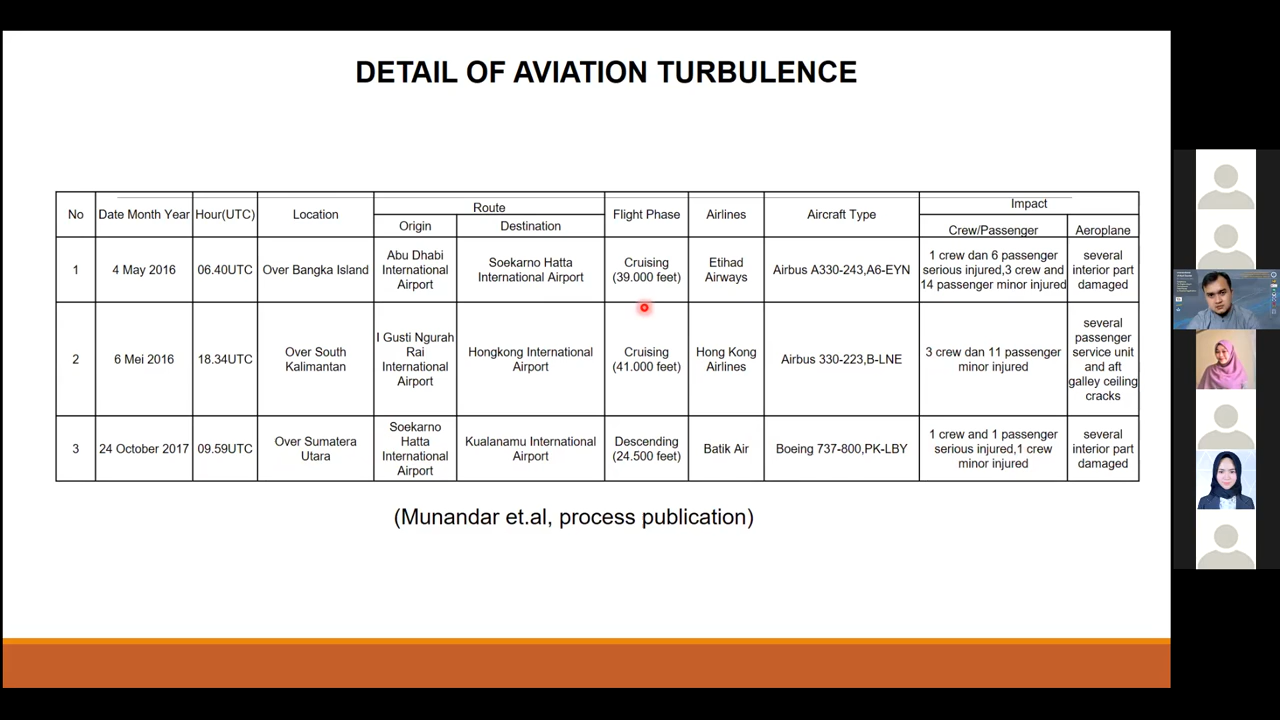 DETAIL OF AVIATION TURBULENCE
No
Date Month Year
Hour(UTC)
Location
Route
Origin
Destination
Flight Phase
Airlines
Aircraft Type
Impact
Crew/Passenger
Aeroplane
1
4 May 2016
06.40UTC
Over Bangka Island
Abu Dhabi
International
Airport
Soekarno Hatta
International Airport
Cruising
(39.000 feet)
Etihad
Airways
Airbus A330-243,A6-EYN
1 crew dan 6 passenger
serious injured,3 crew and
14 passenger minor injured
several
interior part
damaged
2
6 Mei 2016
18.34UTC
Over South
Kalimantan
I Gusti Ngurah
Rai
International
Airport
Hongkong International
Airport
Cruising
(41.000 feet)
Hong Kong
Airlines
Airbus 330-223,B-LNE
3 crew dan 11 passenger
minor injured
several
passenger
service unit
and aft
galley ceiling
cracks
3
24 October 2017
09.59UTC
Over Sumatera
Utara
Soekarno
Hatta
International
Airport
Kualanamu International
Airport
Descending
(24.500 feet)
Batik Air
Boeing 737-800,PK-LBY
1 crew and 1 passenger
serious injured,1 crew
minor injured
several
interior part
damaged
(Munandar et.al, process publication)